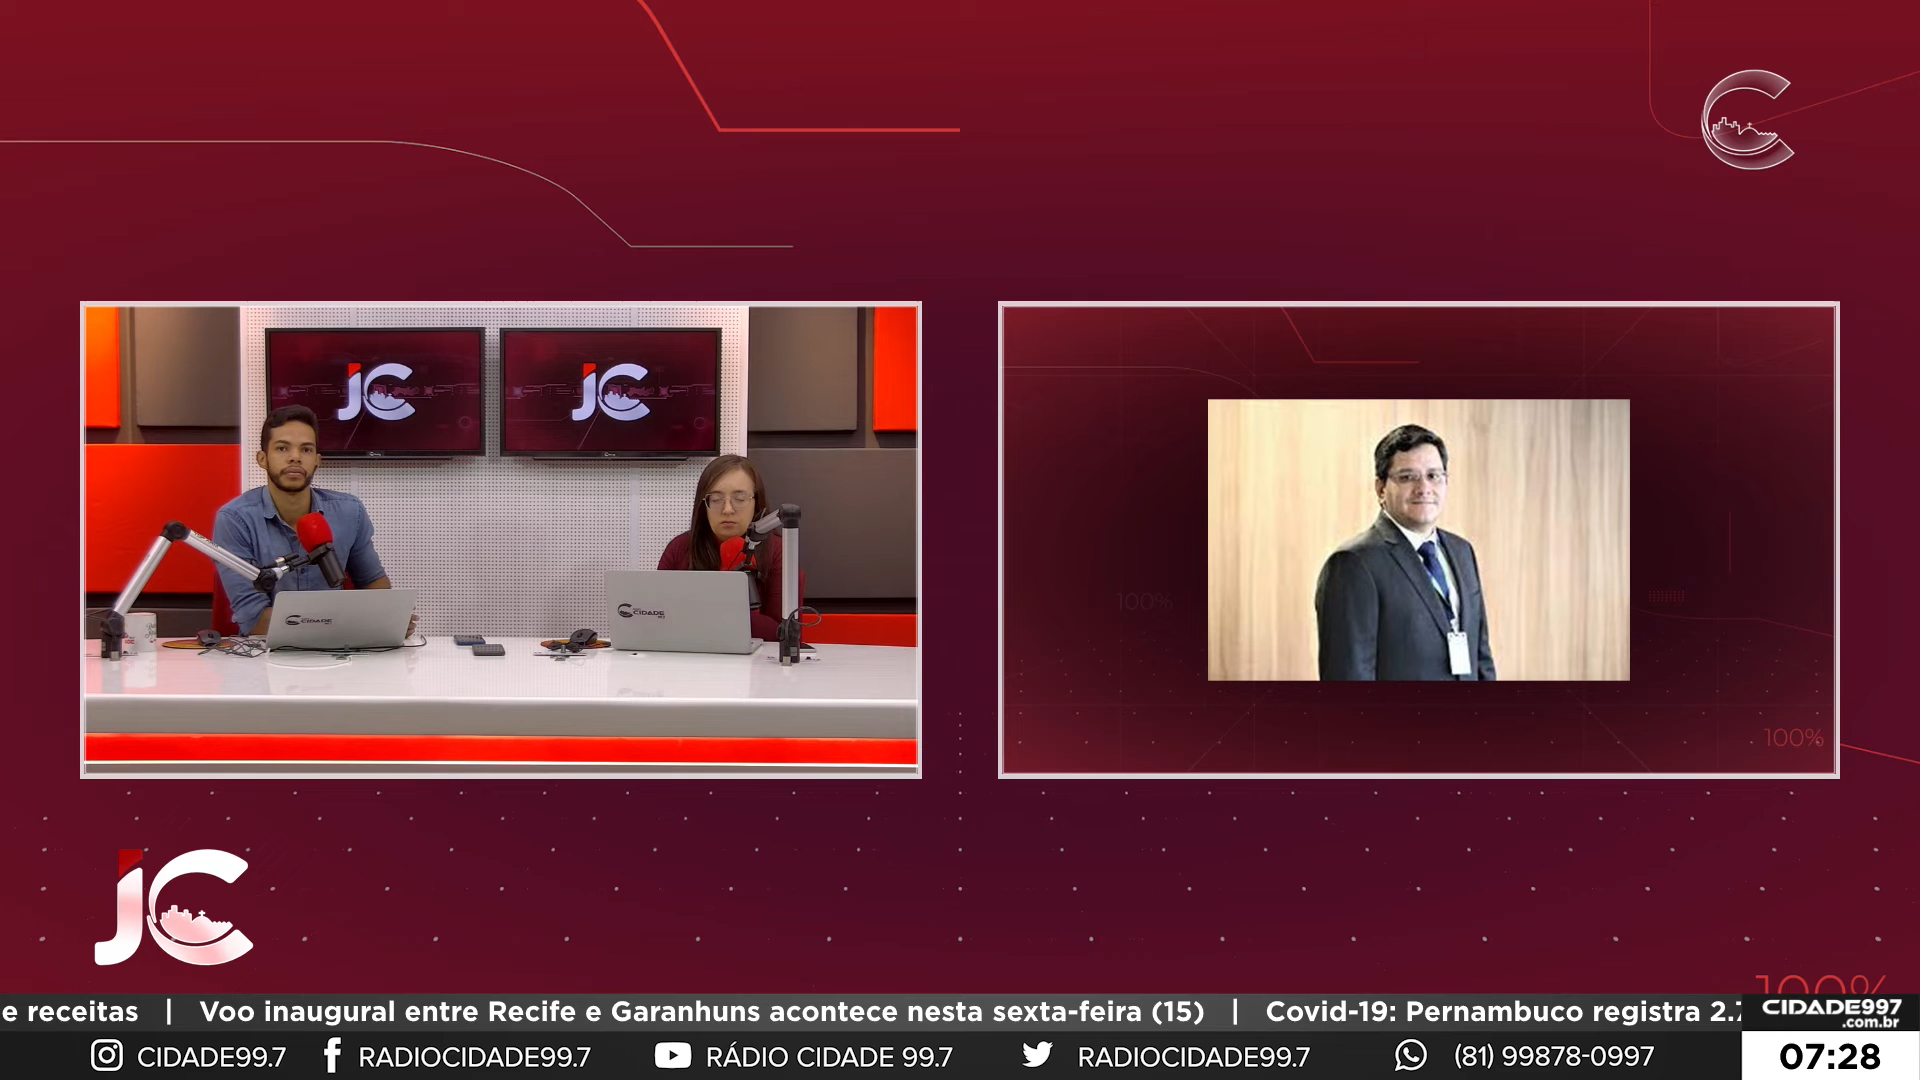 JC
JC
CIDADE
CIDADE
100%
100%
JC
100%
e receitas | Voo inaugural entre Recife e Garanhuns acontece nesta sexta-feira (15) | Covid-19: Pernambuco registra 2.7
CIDADE997
.com.br
CIDADE99.7 RADIOCIDADE99.7 RÁDIO CIDADE 99.7 RADIOCIDADE99.7 (81) 99878-0997
07:28